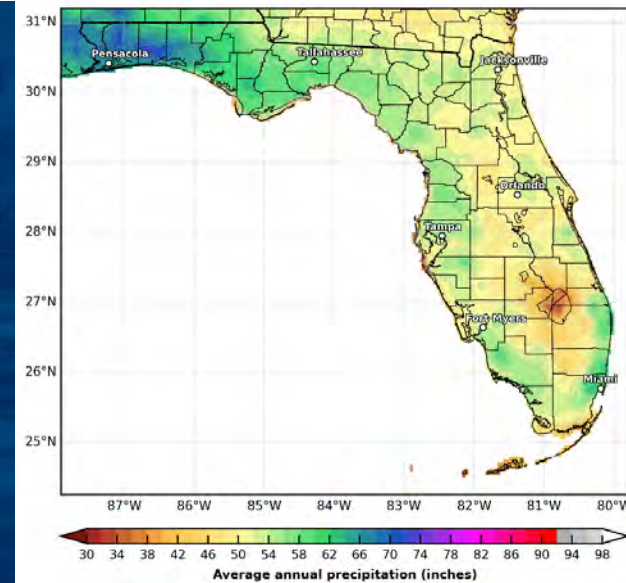 31°N
Pensacola
Tallahassee
Jacksonville
30°N
29°N
Orlando
28°N
Tampa
27°N
Fort Myers
26°N
Miami
25°N
87°W 86°W 85°W 84°W 83°W 82°W 81°W 80°W
30 34 38 42 46 50 54 58 62 66 70 74 78 82 86 90 94 98
Average annual precipitation (inches)